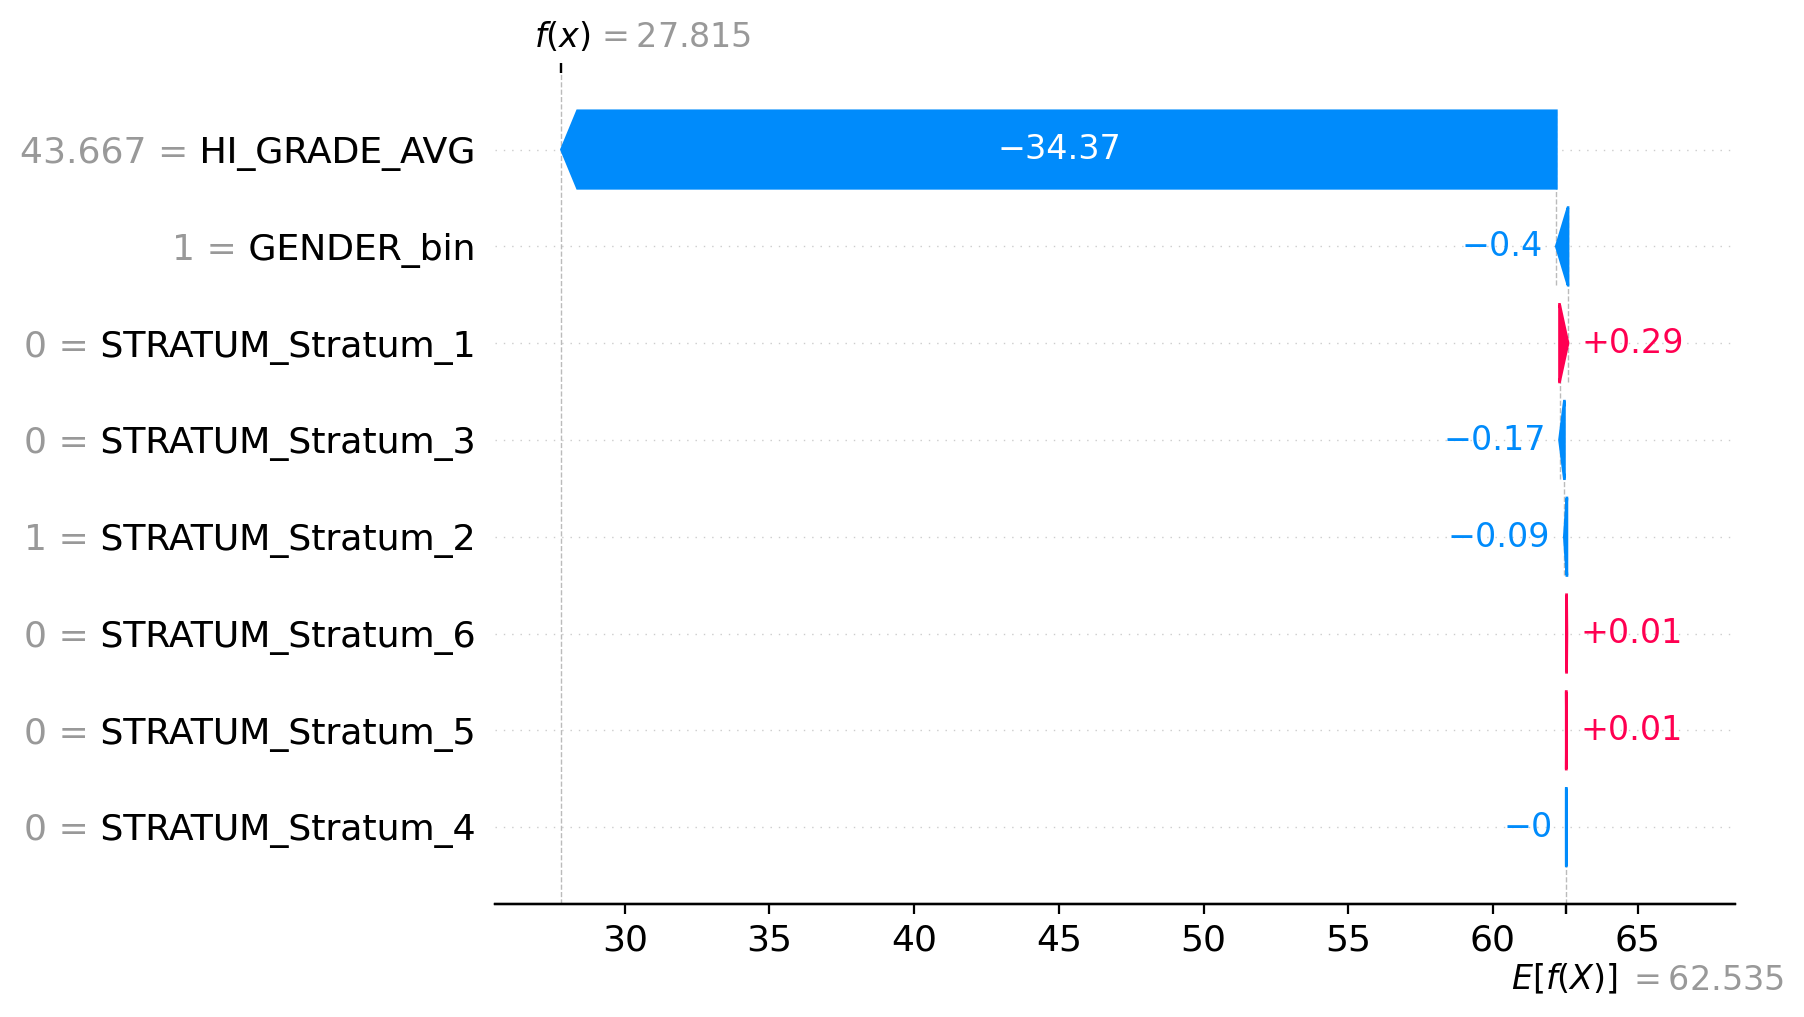 f(x) = 27.815
43.667 = HI_GRADE_AVG
−34.37
1 = GENDER_bin
−0.4
0 = STRATUM_Stratum_1
+0.29
0 = STRATUM_Stratum_3
−0.17
1 = STRATUM_Stratum_2
−0.09
0 = STRATUM_Stratum_6
+0.01
0 = STRATUM_Stratum_5
+0.01
0 = STRATUM_Stratum_4
−0
30 35 40 45 50 55 60 65
E[f(X)] = 62.535